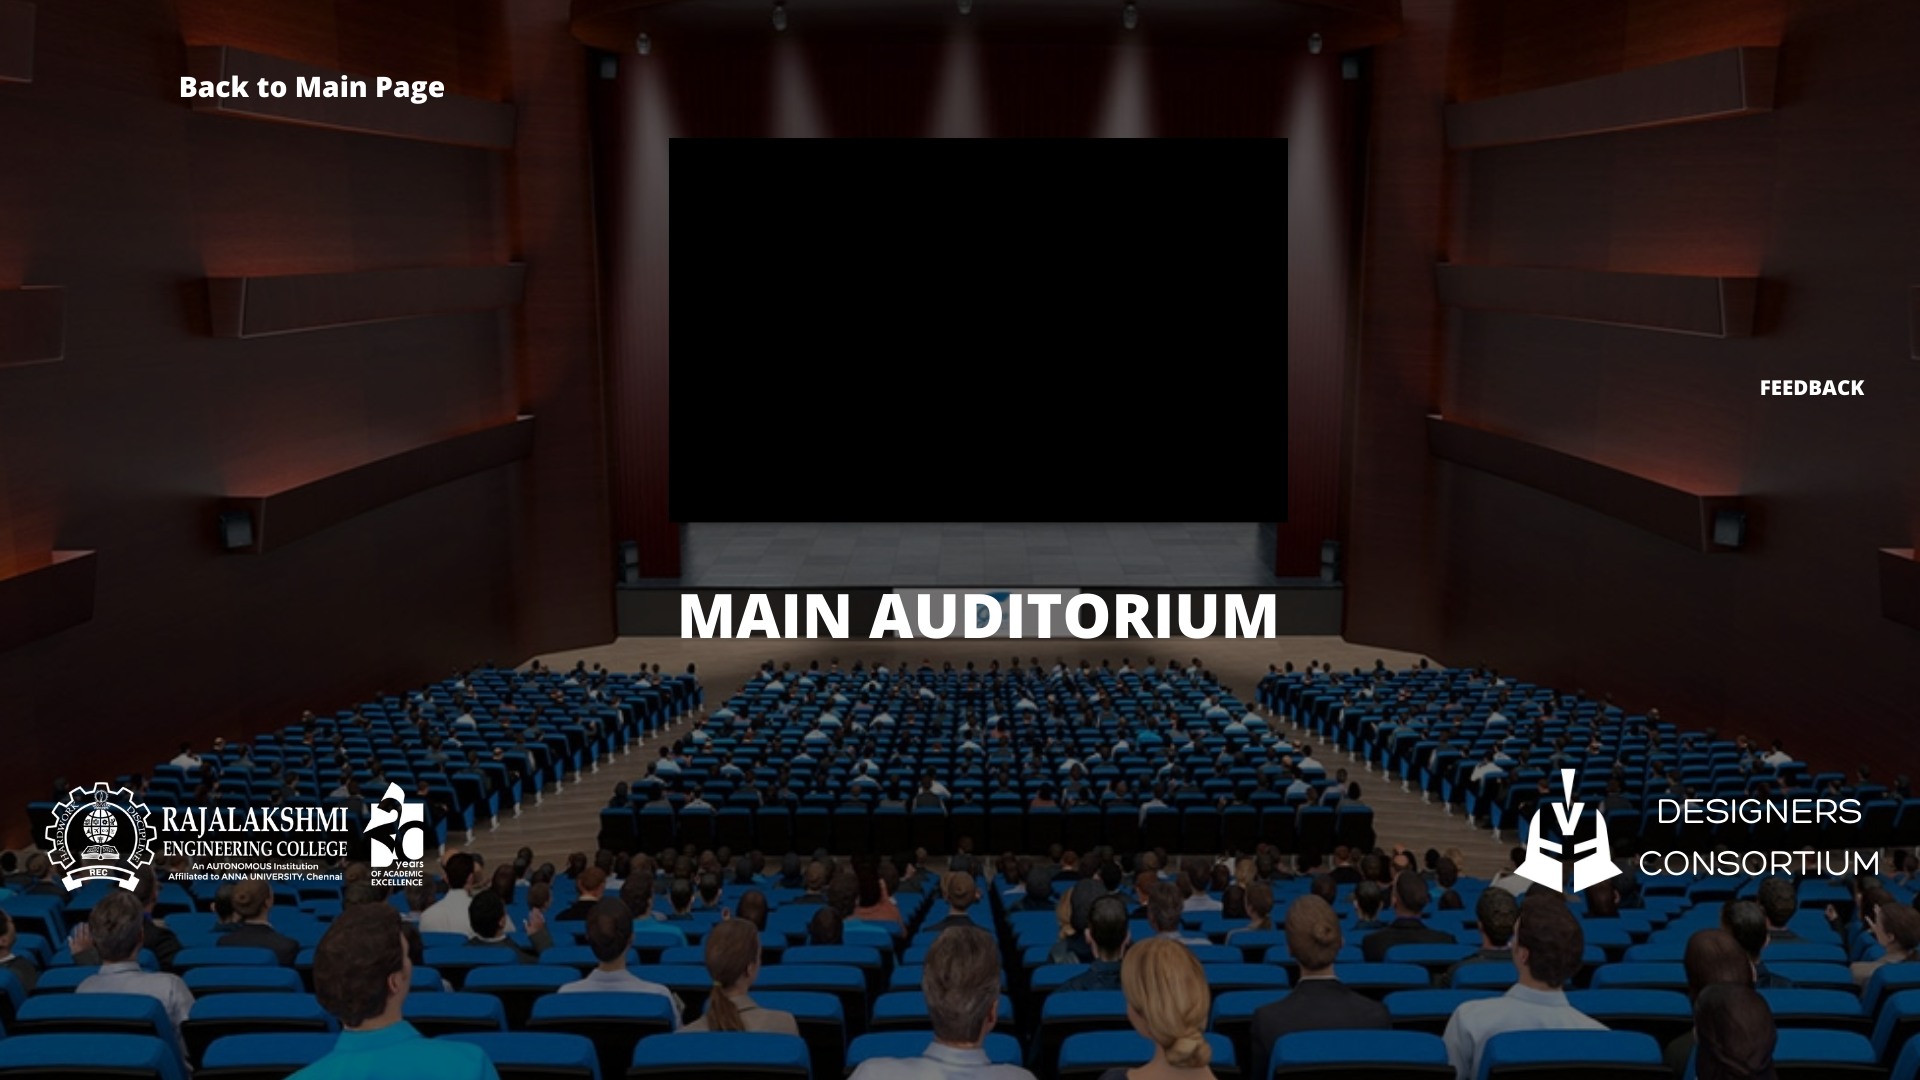 Back to Main Page
FEEDBACK
MAIN AUDITORIUM
HARDWORK
DISCIPLINE
REC
RAJALAKSHMI
ENGINEERING COLLEGE
An AUTONOMOUS Institution
Affiliated to ANNA UNIVERSITY, Chennai
years
OF ACADEMIC
EXCELLENCE
DESIGNERS
CONSORTIUM